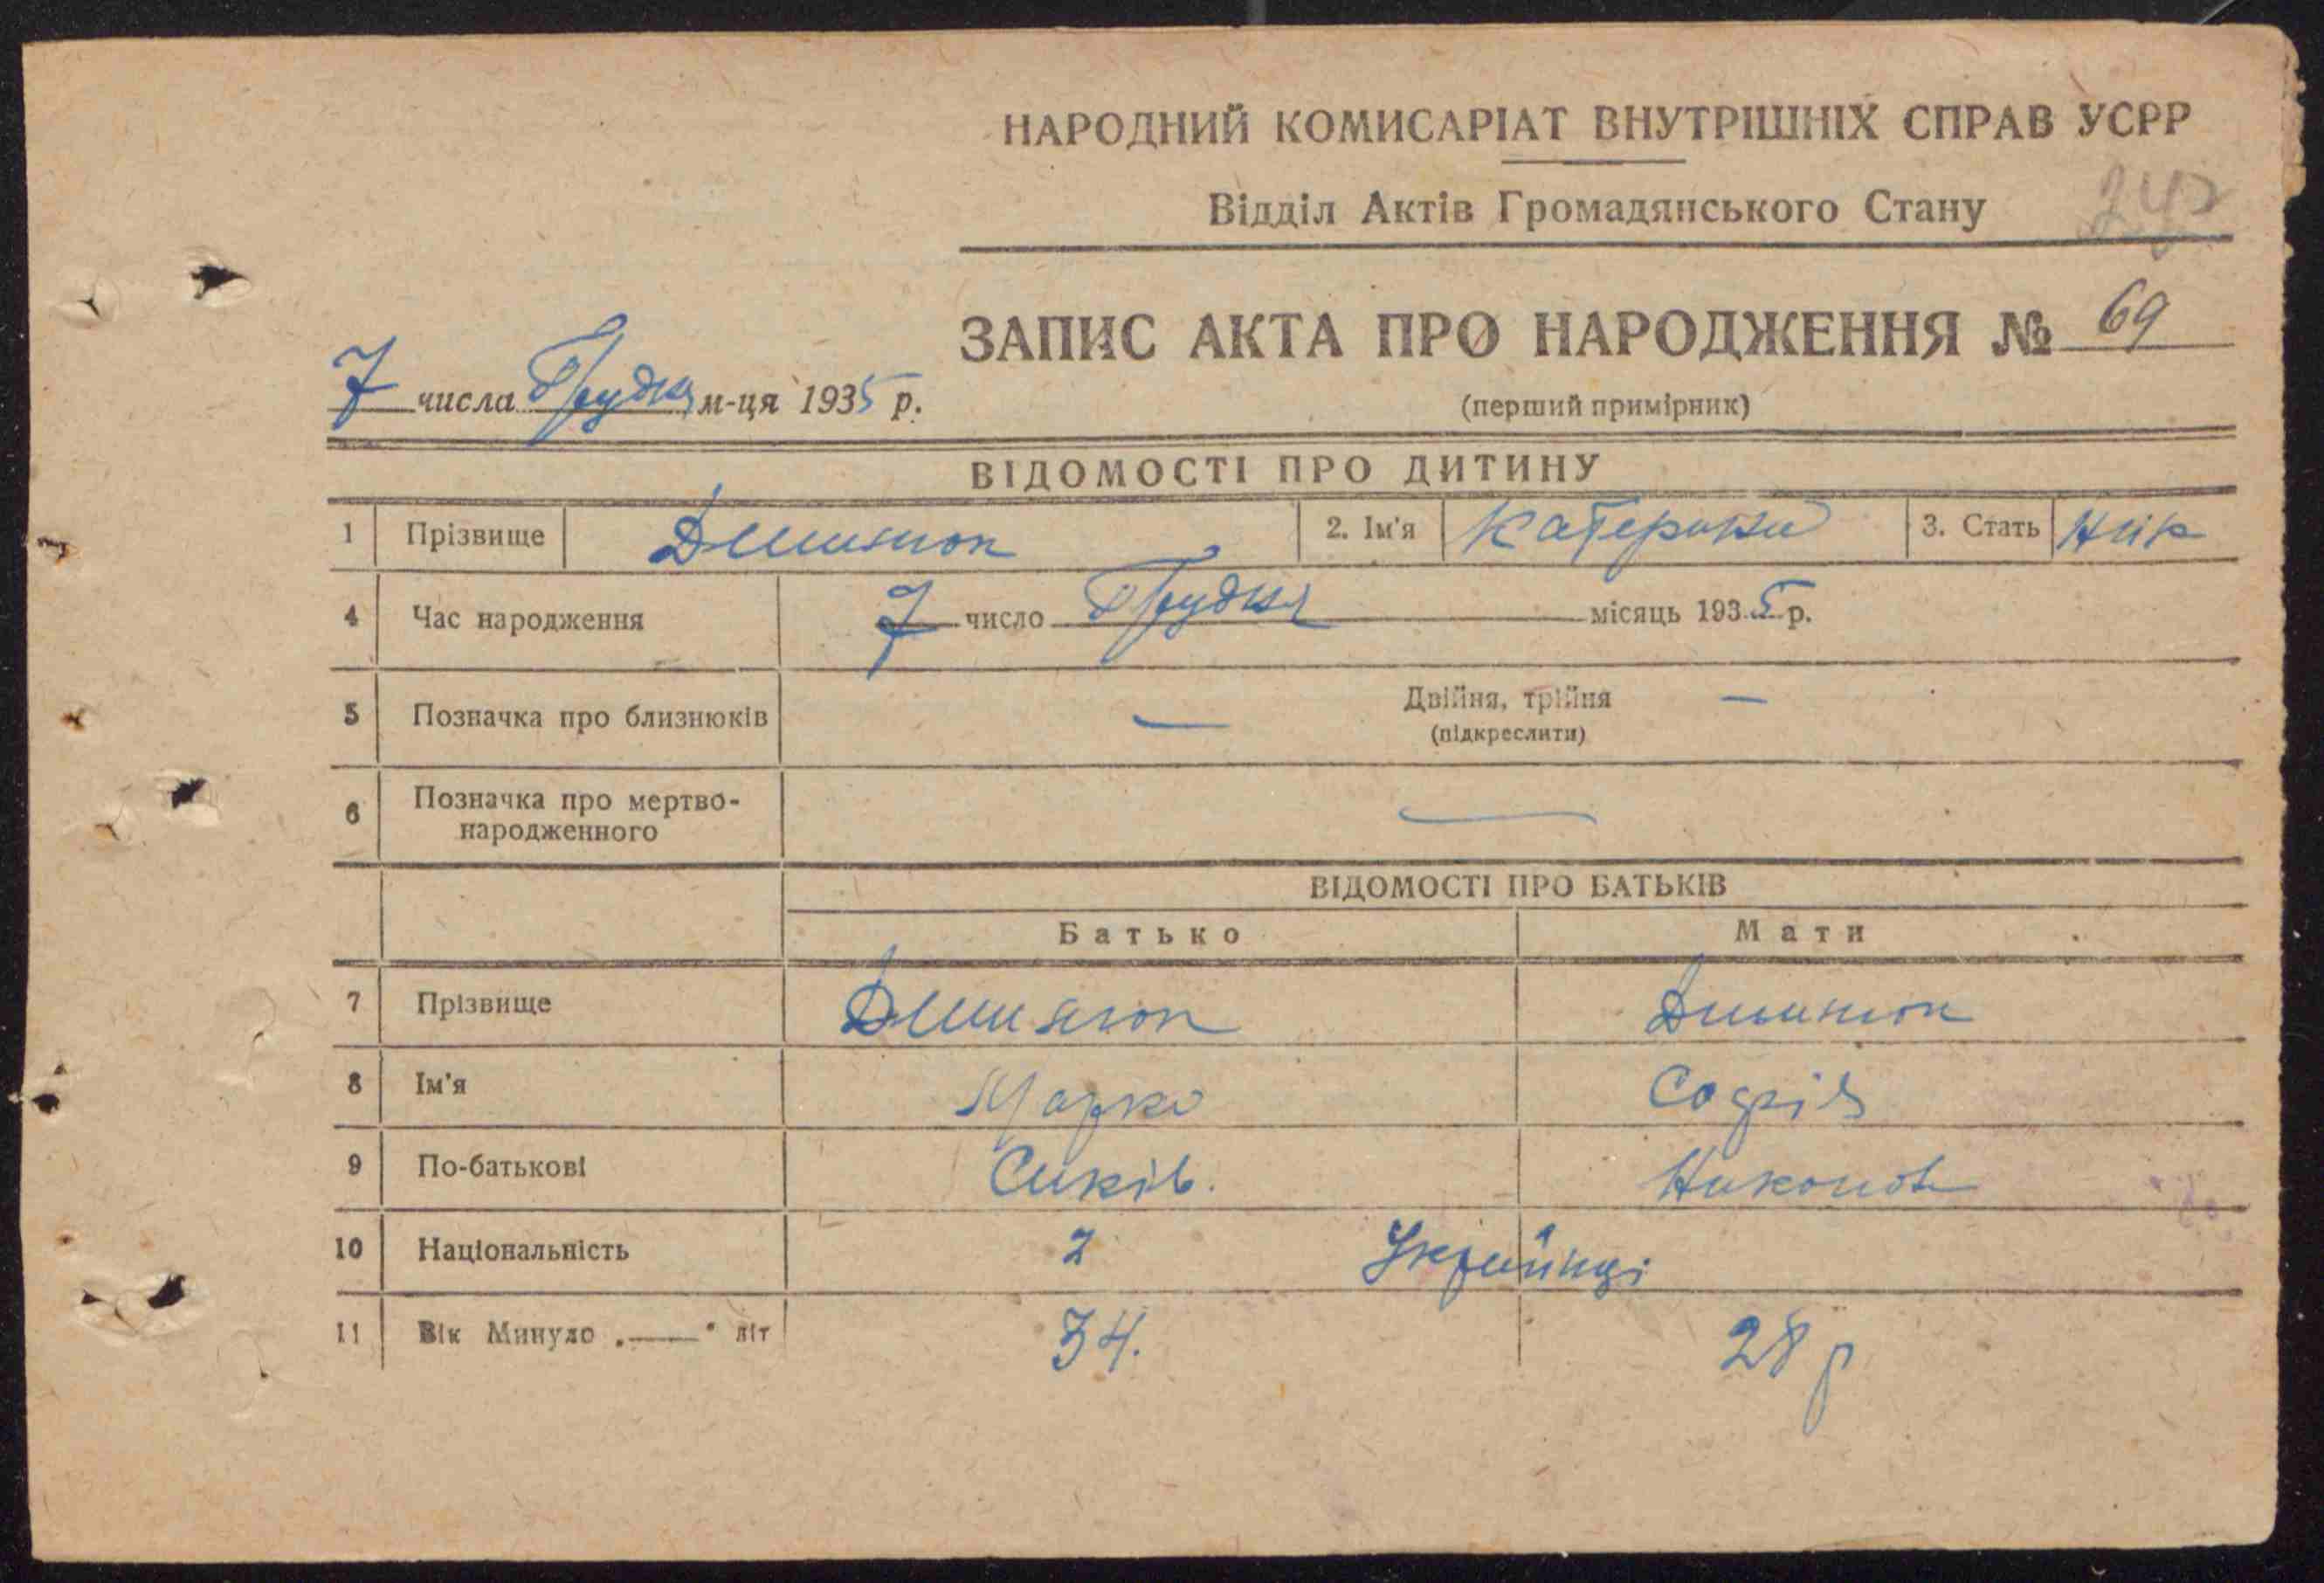 НАРОДНИЙ КОМИСАРІАТ ВНУТРІШНІХ СПРАВ УСРР
Відділ Актів Громадянського Стану
ЗАПИС АКТА ПРО НАРОДЖЕННЯ № 69
7 числа Грудня м-ця 1935 р.
(перший примірник)
ВІДОМОСТІ ПРО ДИТИНУ
1 Прізвище 2. Ім'я Катерина 3. Стать
4 Час народження 7 число Грудня місяць 1935 р.
5 Позначка про близнюків — Двійня, трійня —
(підкреслити)
6 Позначка про мертво-
народженного —
ВІДОМОСТІ ПРО БАТЬКІВ
Батько Мати
7 Прізвище
8 Ім'я Марко Софія
9 По-батькові
10 Національність 2 Українці
11 Вік Минуло „——" літ 34. 28 р